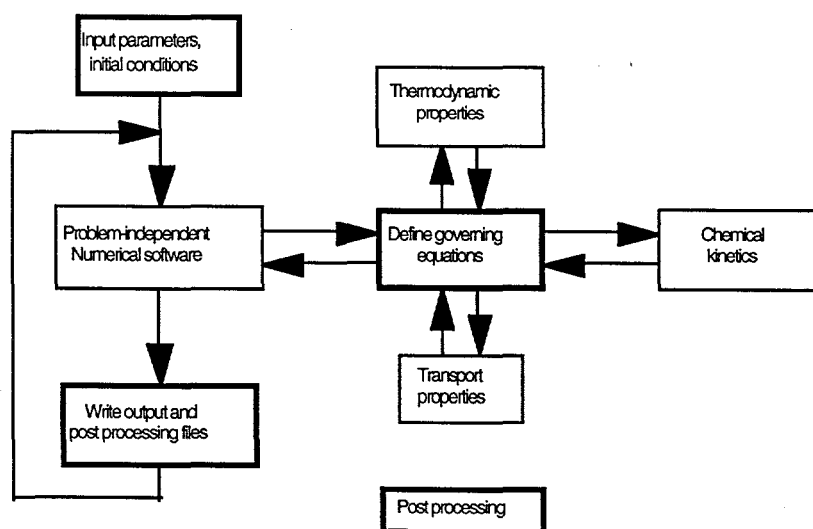 Input parameters,
initial conditions
Thermodynamic
properties
Problem-independent
Numerical software
Define governing
equations
Chemical
kinetics
Transport
properties
Write output and
post processing files
Post processing